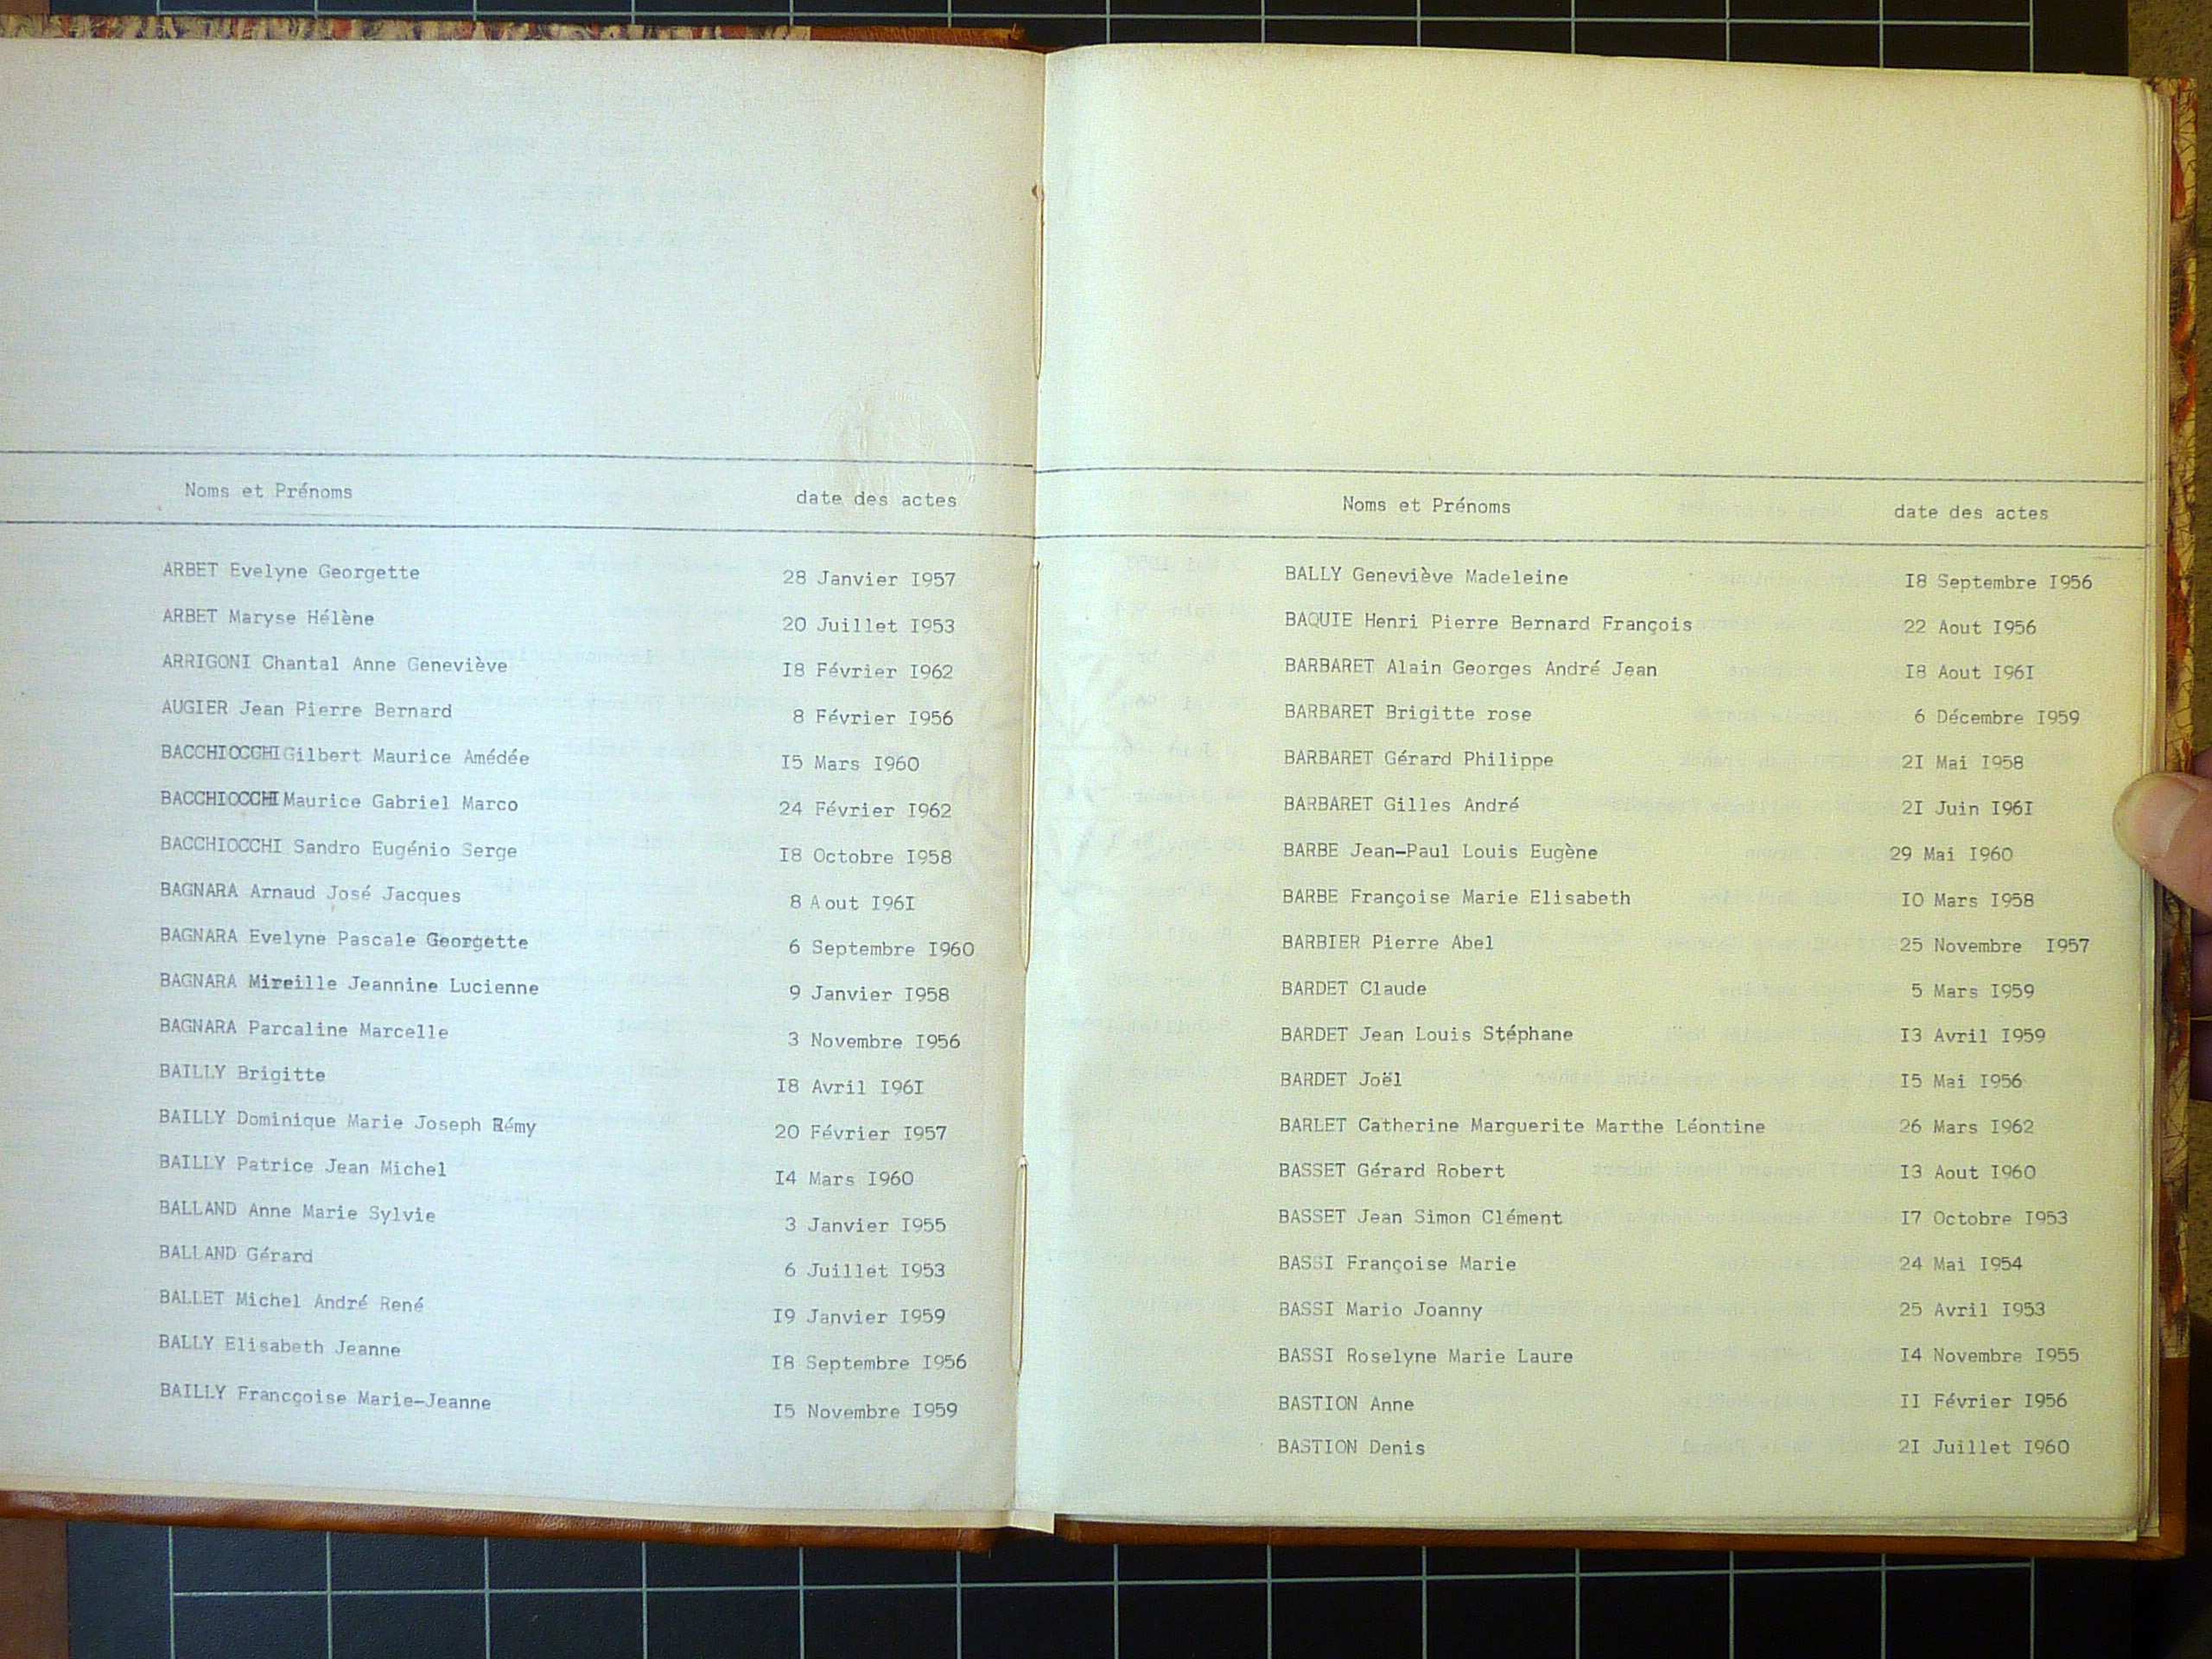 Noms et Prénoms date des actes
ARBET Evelyne Georgette 28 Janvier I957
ARBET Maryse Hélène 20 Juillet I953
ARRIGONI Chantal Anne Geneviève I8 Février I962
AUGIER Jean Pierre Bernard 8 Février I956
BACCHIOCCHI Gilbert Maurice Amédée I5 Mars I960
BACCHIOCCHI Maurice Gabriel Marco 24 Février I962
BACCHIOCCHI Sandro Eugénio Serge I8 Octobre I958
BAGNARA Arnaud José Jacques 8 Aout I96I
BAGNARA Evelyne Pascale Georgette 6 Septembre I960
BAGNARA Mireille Jeannine Lucienne 9 Janvier I958
BAGNARA Parcaline Marcelle 3 Novembre I956
BAILLY Brigitte I8 Avril I96I
BAILLY Dominique Marie Joseph Rémy 20 Février I957
BAILLY Patrice Jean Michel I4 Mars I960
BALLAND Anne Marie Sylvie 3 Janvier I955
BALLAND Gérard 6 Juillet I953
BALLET Michel André René I9 Janvier I959
BALLY Elisabeth Jeanne I8 Septembre I956
BAILLY Francçoise Marie-Jeanne I5 Novembre I959
Noms et Prénoms date des actes
BALLY Geneviève Madeleine I8 Septembre I956
BAQUIE Henri Pierre Bernard François 22 Aout I956
BARBARET Alain Georges André Jean I8 Aout I96I
BARBARET Brigitte rose 6 Décembre I959
BARBARET Gérard Philippe 2I Mai I958
BARBARET Gilles André 2I Juin I96I
BARBE Jean-Paul Louis Eugène 29 Mai I960
BARBE Françoise Marie Elisabeth I0 Mars I958
BARBIER Pierre Abel 25 Novembre I957
BARDET Claude 5 Mars I959
BARDET Jean Louis Stéphane I3 Avril I959
BARDET Joël I5 Mai I956
BARLET Catherine Marguerite Marthe Léontine 26 Mars I962
BASSET Gérard Robert I3 Aout I960
BASSET Jean Simon Clément I7 Octobre I953
BASSI Françoise Marie 24 Mai I954
BASSI Mario Joanny 25 Avril I953
BASSI Roselyne Marie Laure I4 Novembre I955
BASTION Anne II Février I956
BASTION Denis 2I Juillet I960